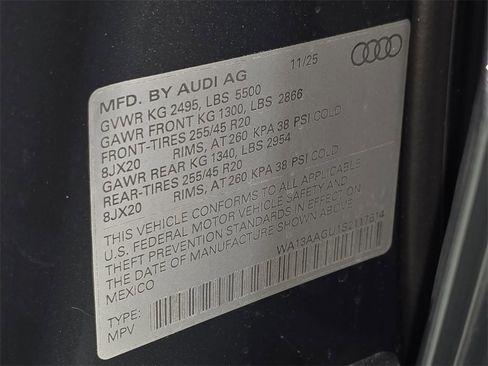 MFD. BY AUDI AG 11/25
GVWR KG 2495, LBS 5500
GAWR FRONT KG 1300, LBS 2866
FRONT-TIRES 255/45 R20
8JX20 RIMS, AT 260 KPA 38 PSI COLD
GAWR REAR KG 1340, LBS 2954
REAR-TIRES 255/45 R20
8JX20 RIMS, AT 260 KPA 38 PSI COLD
THIS VEHICLE CONFORMS TO ALL APPLICABLE
U.S. FEDERAL MOTOR VEHICLE SAFETY AND
THEFT PREVENTION STANDARDS IN EFFECT ON
THE DATE OF MANUFACTURE SHOWN ABOVE
MEXICO WA13AAGU1S2117614
TYPE:
MPV